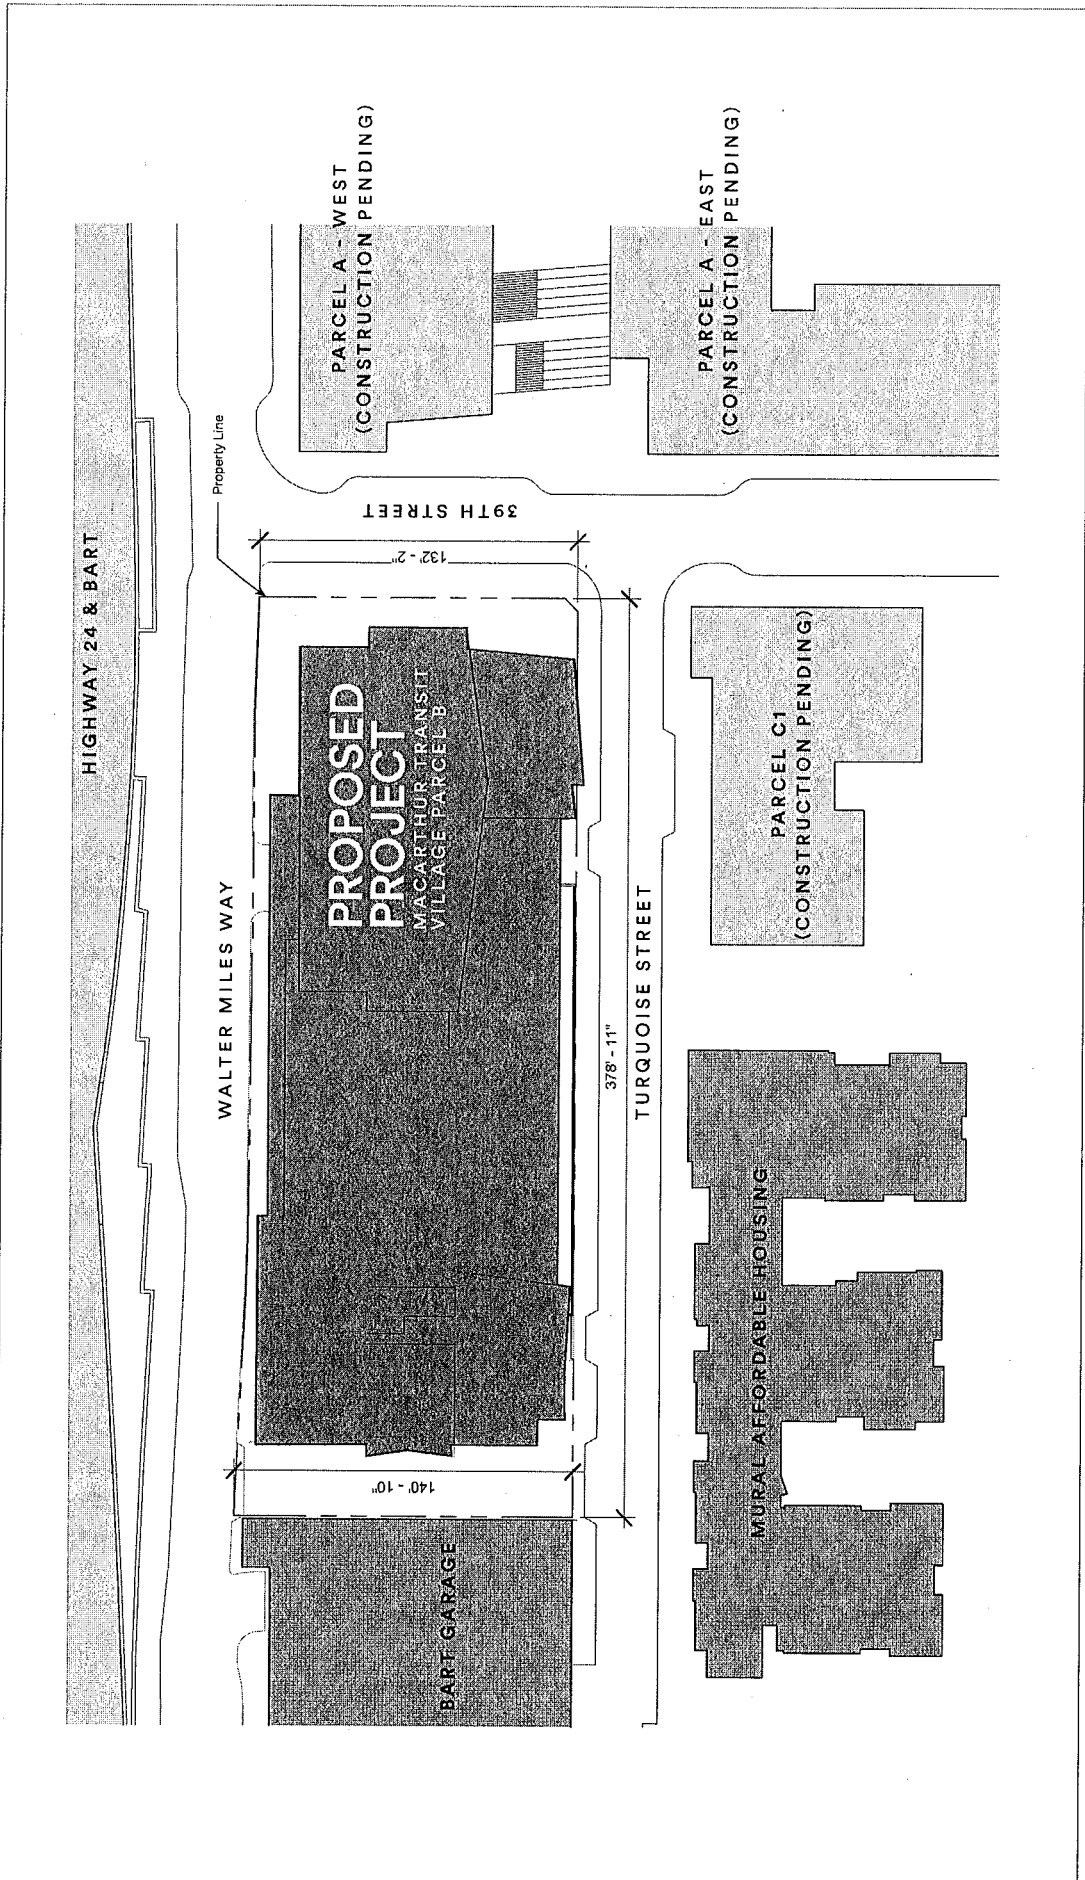 HIGHWAY 24 & BART
WALTER MILES WAY
Property Line
PARCEL A - WEST
(CONSTRUCTION PENDING)
39TH STREET
132' - 2"
PROPOSED
PROJECT
MACARTHUR TRANSIT
VILLAGE PARCEL B
140' - 10"
BART GARAGE
378' - 11"
TURQUOISE STREET
PARCEL A - EAST
(CONSTRUCTION PENDING)
PARCEL C1
(CONSTRUCTION PENDING)
MURAL AFFORDABLE HOUSING